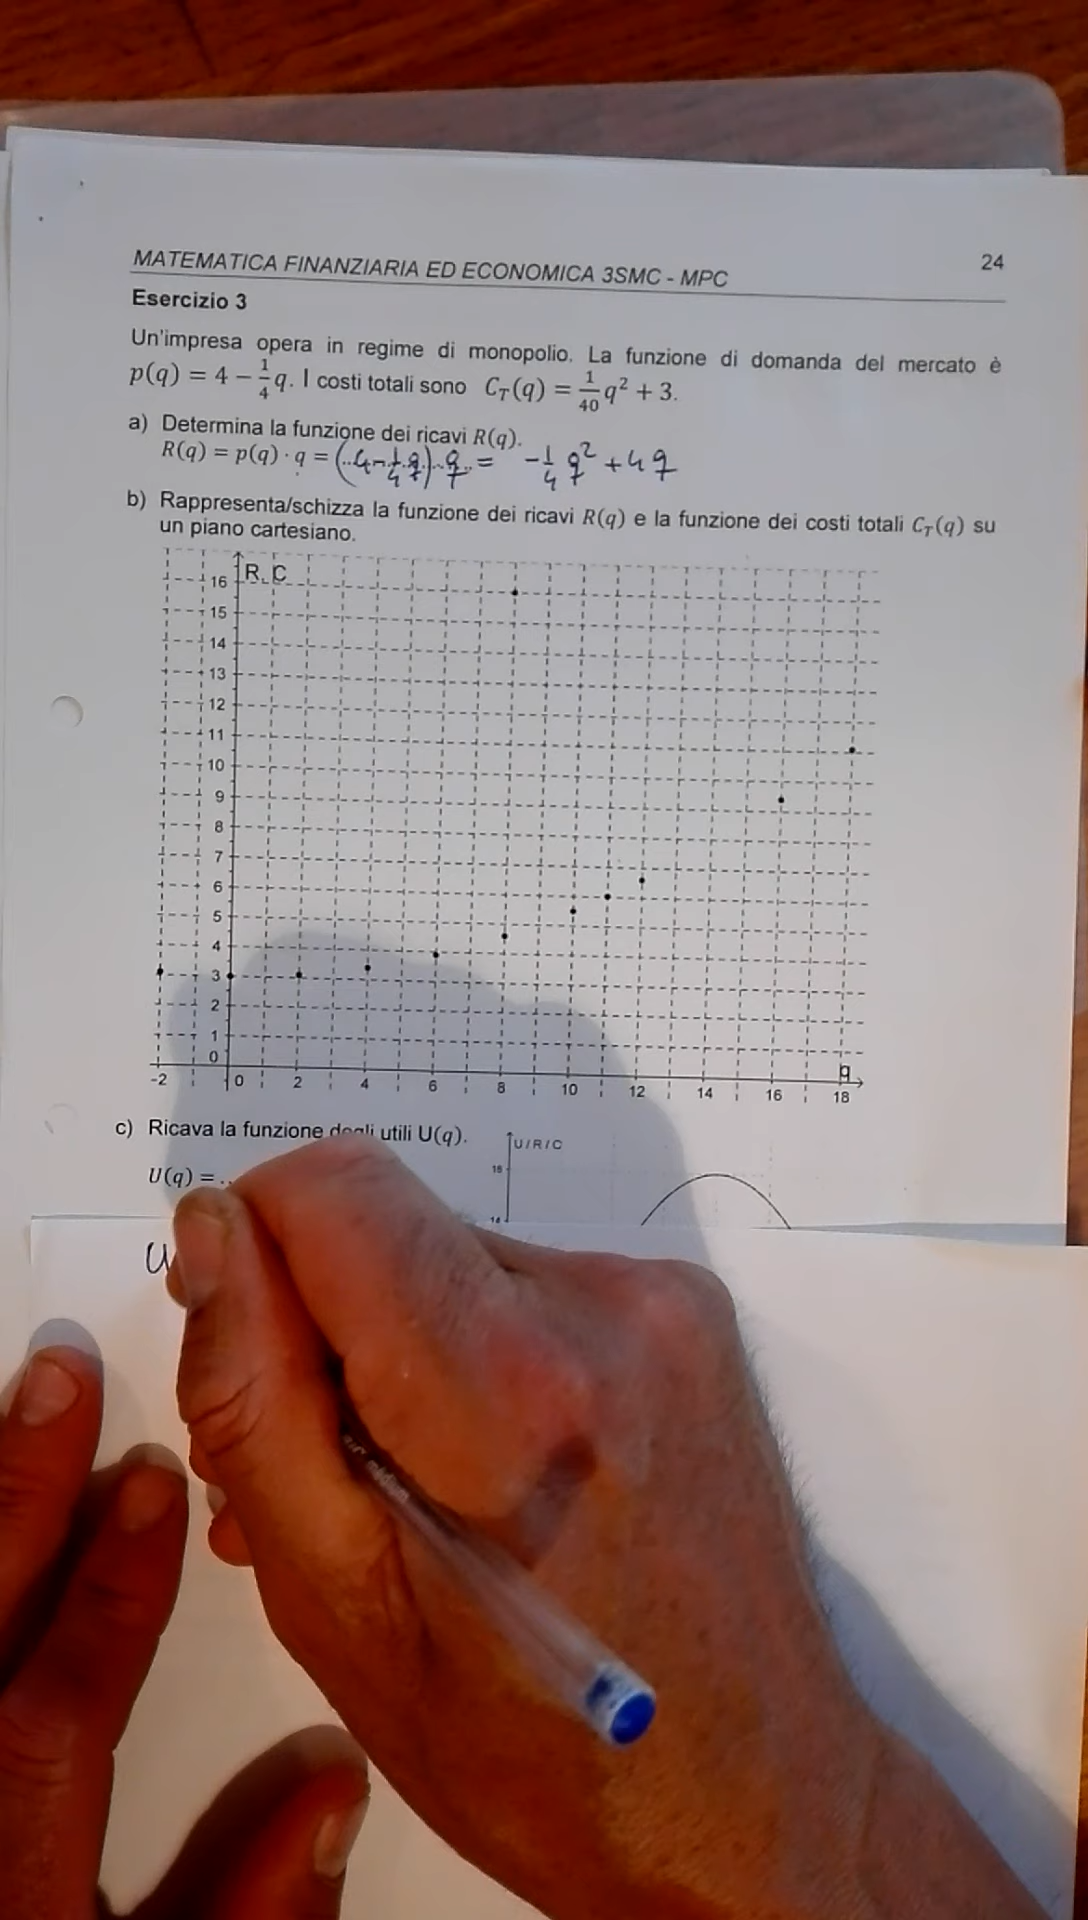 MATEMATICA FINANZIARIA ED ECONOMICA 3SMC - MPC
24
Esercizio 3
Un'impresa opera in regime di monopolio. La funzione di domanda del mercato è
p(q) = 4 − 1/4 q. I costi totali sono C_T(q) = 1/40 q² + 3.
a) Determina la funzione dei ricavi R(q).
R(q) = p(q) · q = (4 − 1/4 q) · q = −1/4 q² + 4q
b) Rappresenta/schizza la funzione dei ricavi R(q) e la funzione dei costi totali C_T(q) su
un piano cartesiano.
R, C
16
15
14
13
12
11
10
9
8
7
6
5
4
3
2
1
0
-2 0 2 4 6 8 10 12 14 16 18
q
c) Ricava la funzione degli utili U(q).
U/R/C
16
U(q) = ..
14
U